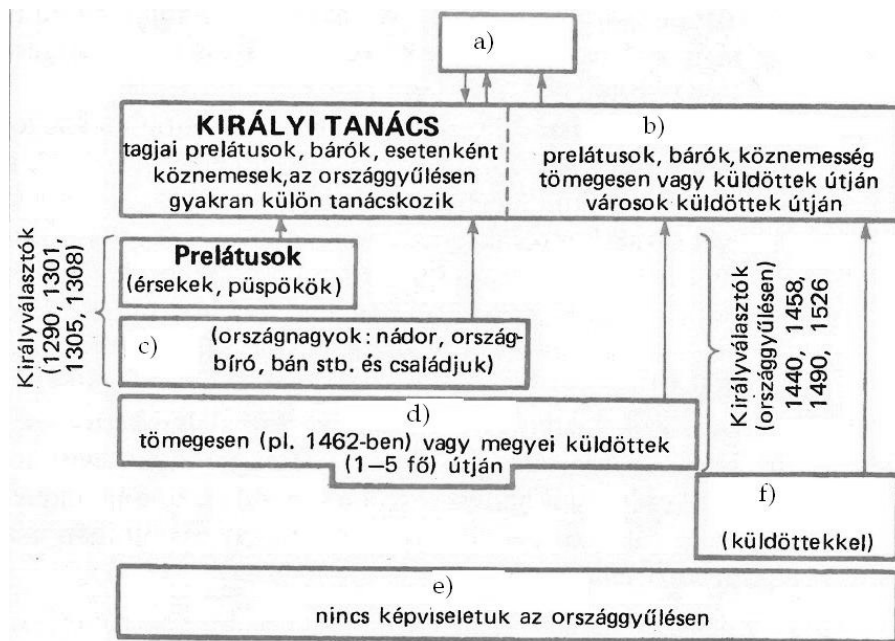 a)
KIRÁLYI TANÁCS
tagjai prelátusok, bárók, esetenként
köznemesek,az országgyűlésen
gyakran külön tanácskozik
b)
prelátusok, bárók,köznemesség
tömegesen vagy küldöttek útján
városok küldöttek útján
Királyválasztók
(1290, 1301,
1305, 1308)
Prelátusok
(érsekek, püspökök)
c)
(országnagyok: nádor, ország-
bíró, bán stb. és családjuk)
Királyválasztók
(országgyűlésen)
1440, 1458,
1490, 1526
d)
tömegesen (pl. 1462-ben) vagy megyei küldöttek
(1–5 fő) útján
f)
(küldöttekkel)
e)
nincs képviseletuk az országgyűlésen